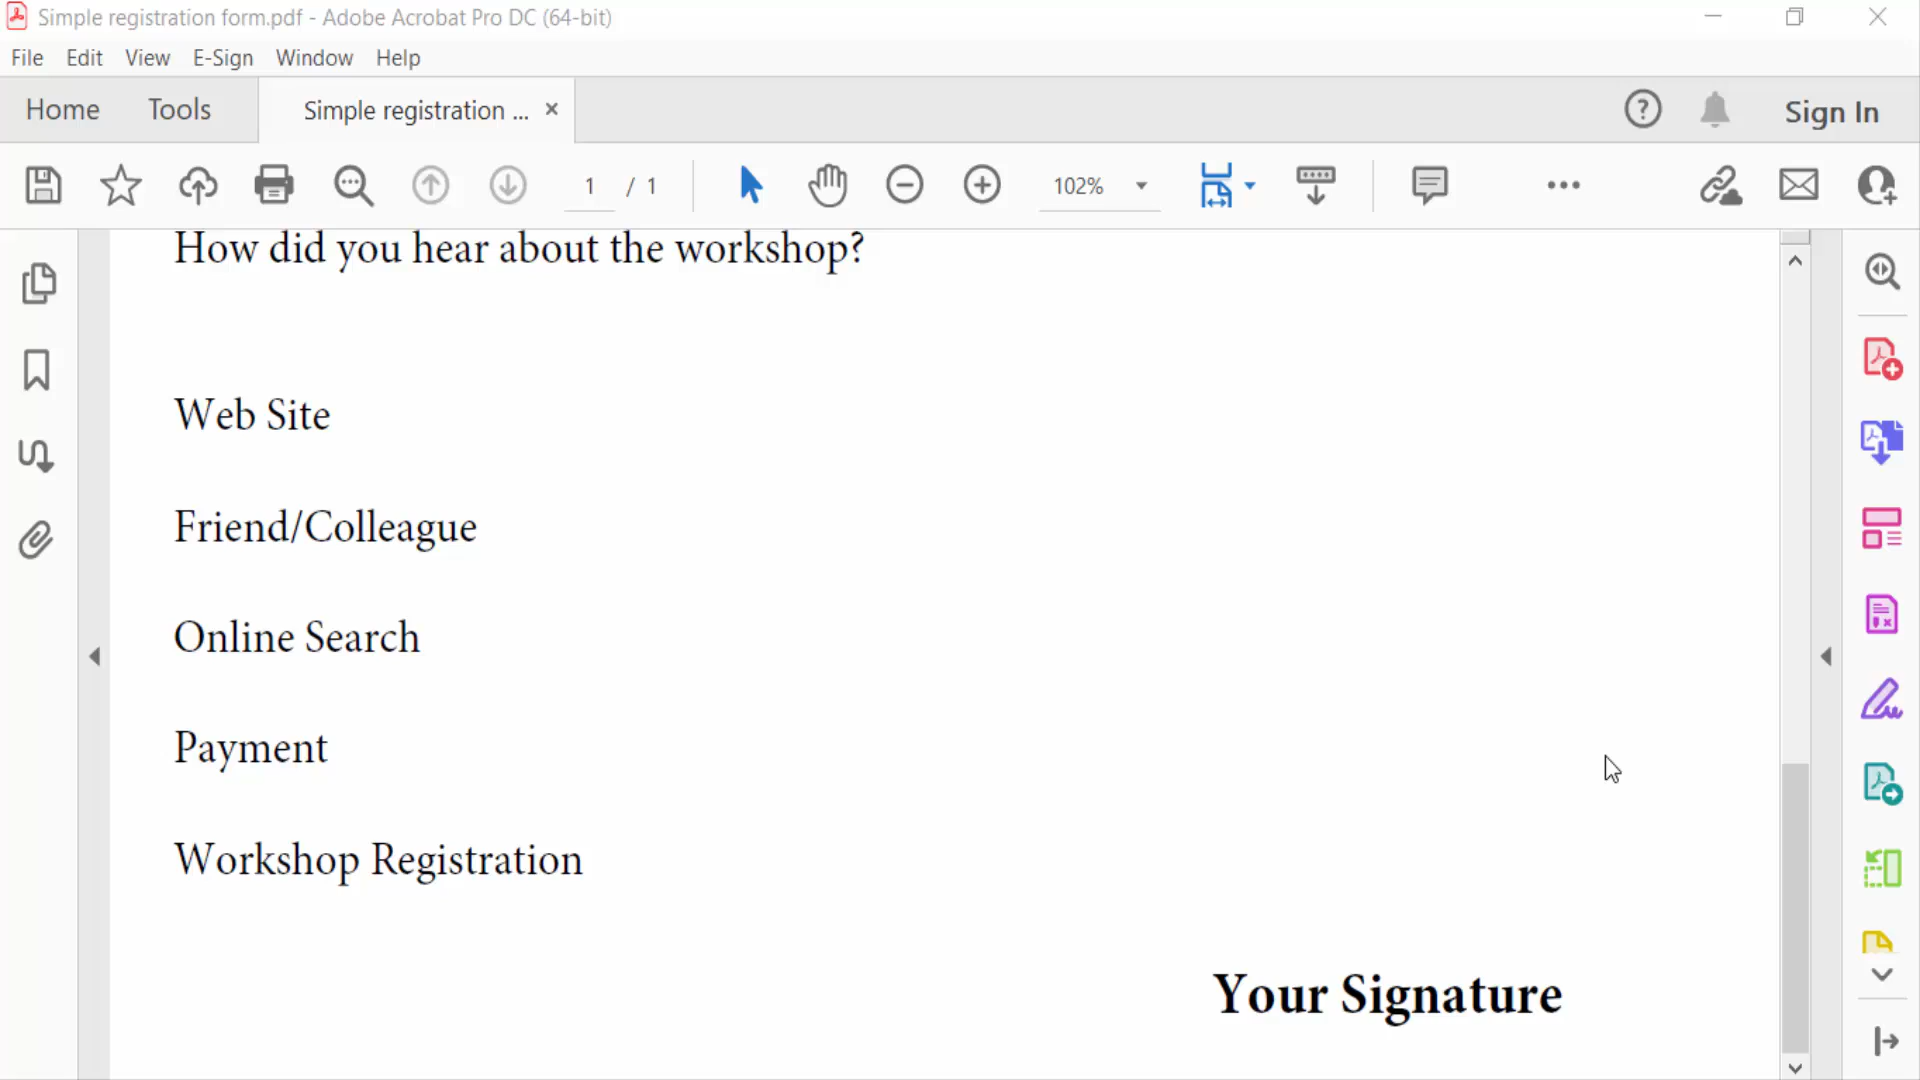 Simple registration form.pdf - Adobe Acrobat Pro DC (64-bit)
File Edit View E-Sign Window Help
Home Tools Simple registration ... × Sign In
1 / 1 102%
How did you hear about the workshop?
Web Site
Friend/Colleague
Online Search
Payment
Workshop Registration
Your Signature